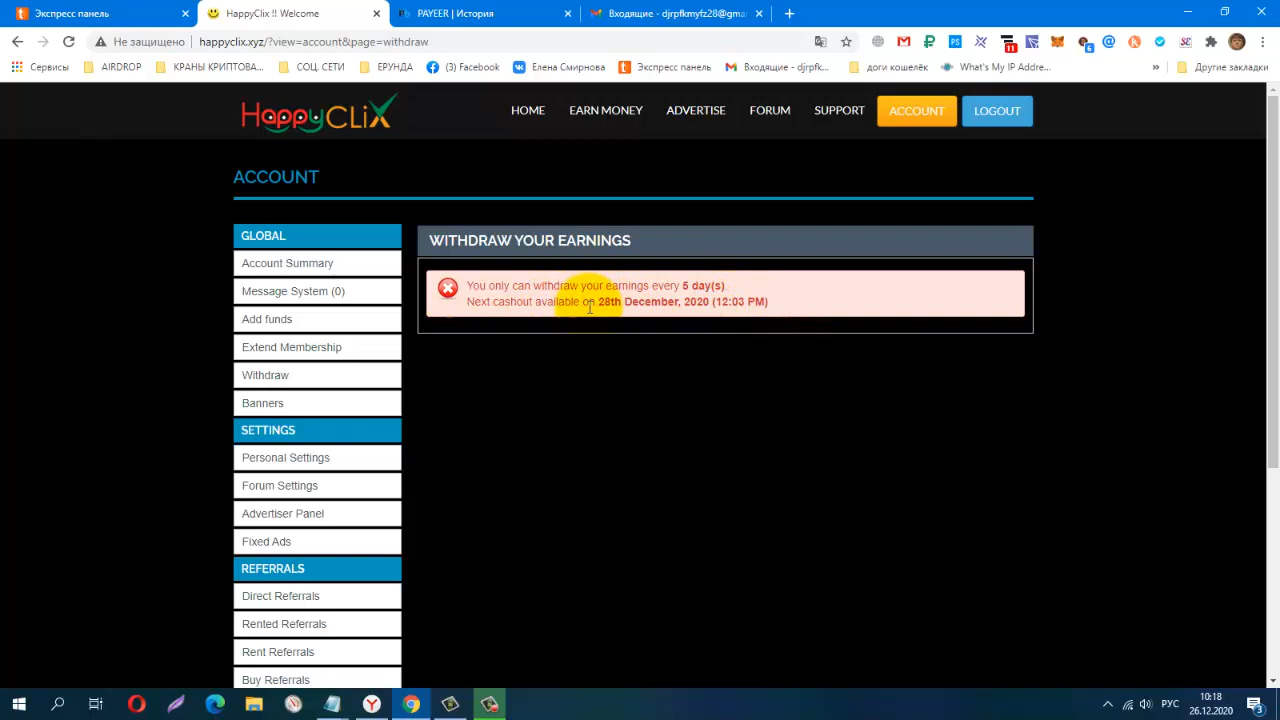 Экспресс панель
HappyClix !! Welcome
PAYEER | История
Входящие - djrpfkmyfz28@gmai
Не защищено | happyclix.xyz/?view=account&page=withdraw
11
6
Сервисы
AIRDROP
КРАНЫ КРИПТОВА...
СОЦ. СЕТИ
ЕРУНДА
(3) Facebook
Елена Смирнова
Экспресс панель
Входящие - djrpfk...
доги кошелёк
What's My IP Addre...
»
Другие закладки
HappyCLiX
HOME
EARN MONEY
ADVERTISE
FORUM
SUPPORT
ACCOUNT
LOGOUT
ACCOUNT
GLOBAL
Account Summary
Message System (0)
Add funds
Extend Membership
Withdraw
Banners
SETTINGS
Personal Settings
Forum Settings
Advertiser Panel
Fixed Ads
REFERRALS
Direct Referrals
Rented Referrals
Rent Referrals
Buy Referrals
WITHDRAW YOUR EARNINGS
You only can withdraw your earnings every 5 day(s).
Next cashout available on 28th December, 2020 (12:03 PM)
РУС
10:18
26.12.2020
3